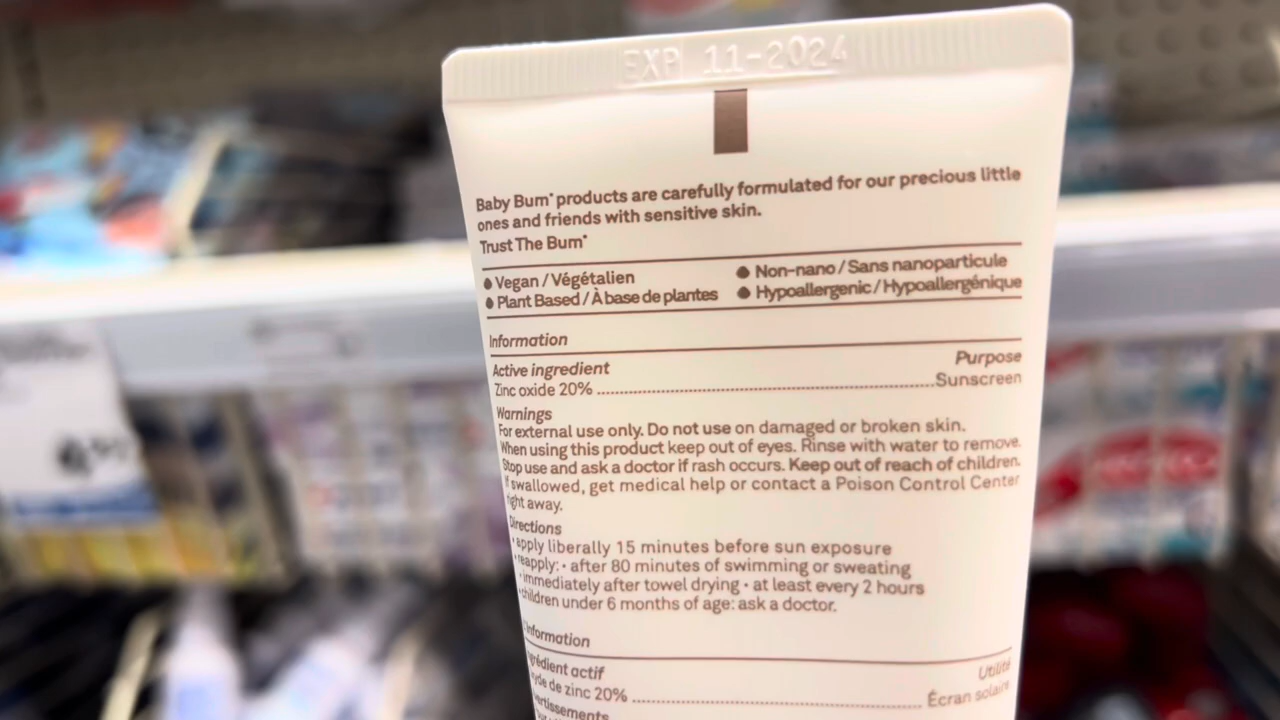 EXP 11-2024
Baby Bum® products are carefully formulated for our precious little
ones and friends with sensitive skin.
Trust The Bum®
Vegan / Végétalien
Plant Based / À base de plantes
Non-nano / Sans nanoparticule
Hypoallergenic / Hypoallergénique
Information
Active ingredient Purpose
Zinc oxide 20% ........ Sunscreen
Warnings
For external use only. Do not use on damaged or broken skin.
When using this product keep out of eyes. Rinse with water to remove.
Stop use and ask a doctor if rash occurs. Keep out of reach of children.
If swallowed, get medical help or contact a Poison Control Center
right away.
Directions
• apply liberally 15 minutes before sun exposure
• reapply: • after 80 minutes of swimming or sweating
• immediately after towel drying • at least every 2 hours
• children under 6 months of age: ask a doctor.
L'information
Ingrédient actif Utilité
Oxyde de zinc 20% ........ Écran solaire
Avertissements